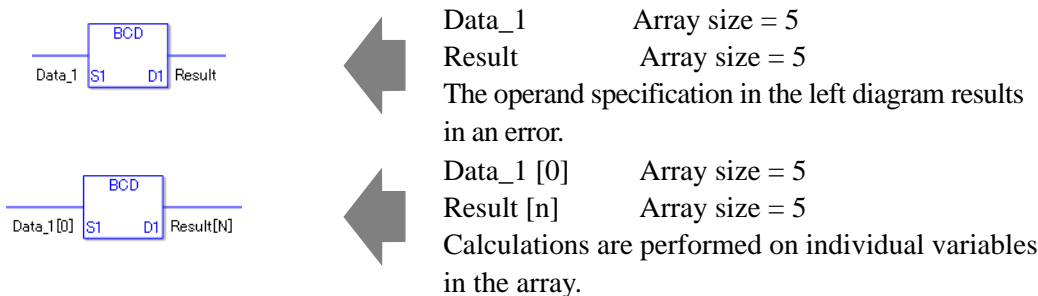 BCD
Data_1 S1 D1 Result
Data_1 Array size = 5
Result Array size = 5
The operand specification in the left diagram results
in an error.
BCD
Data_1[0] S1 D1 Result[N]
Data_1 [0] Array size = 5
Result [n] Array size = 5
Calculations are performed on individual variables
in the array.